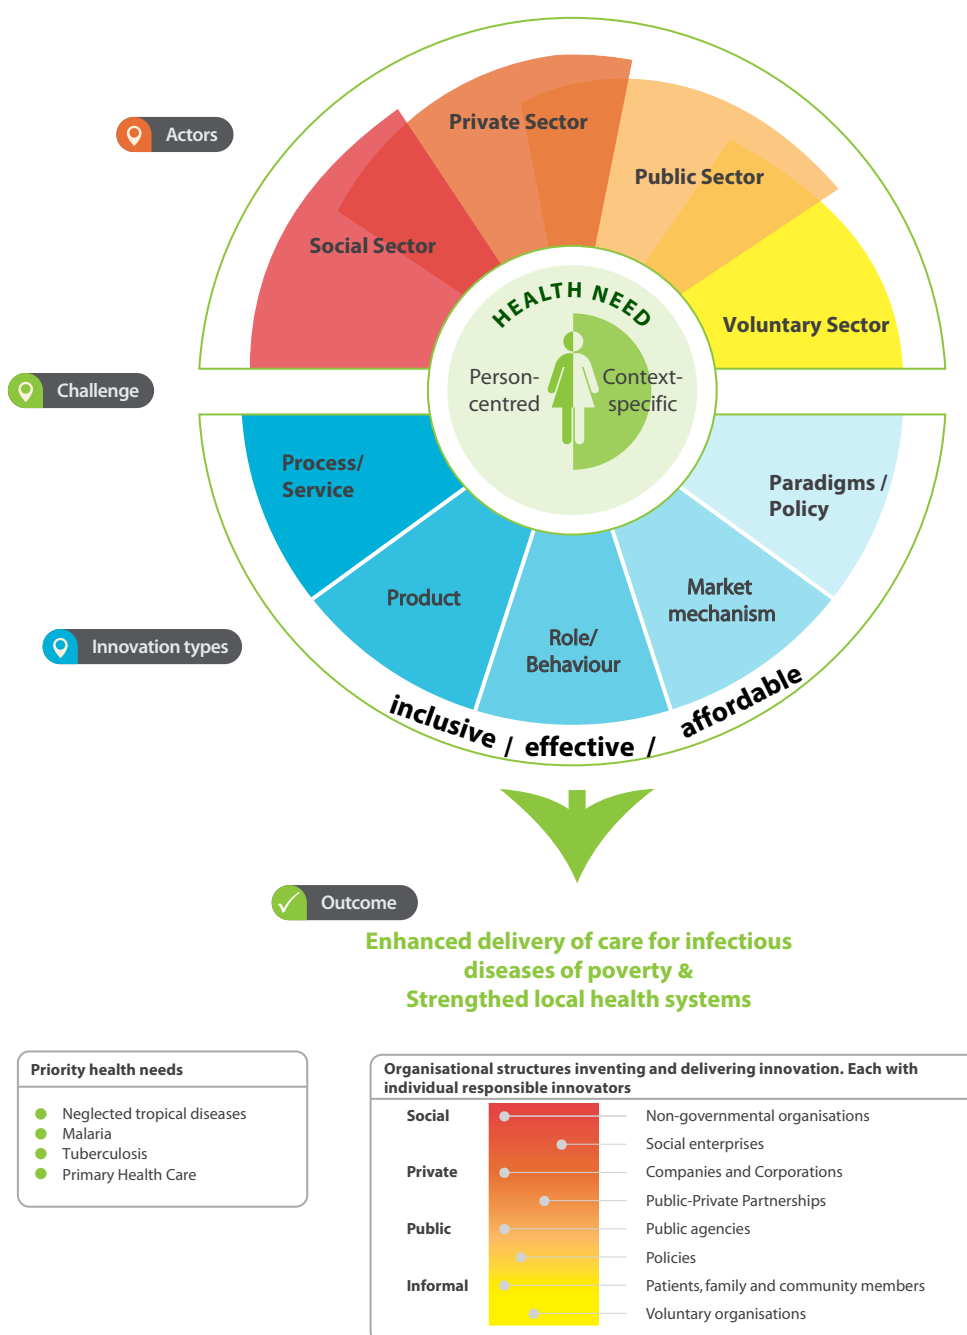 Actors
Private Sector
Public Sector
Social Sector
Voluntary Sector
HEALTH NEED
Person-
centred
Context-
specific
Challenge
Process/
Service
Paradigms /
Policy
Product
Market
mechanism
Role/
Behaviour
Innovation types
inclusive / effective / affordable
Outcome
Enhanced delivery of care for infectious
diseases of poverty &
Strengthed local health systems
Priority health needs
Neglected tropical diseases
Malaria
Tuberculosis
Primary Health Care
Organisational structures inventing and delivering innovation. Each with
individual responsible innovators
Social
Non-governmental organisations
Social enterprises
Private
Companies and Corporations
Public-Private Partnerships
Public
Public agencies
Policies
Informal
Patients, family and community members
Voluntary organisations